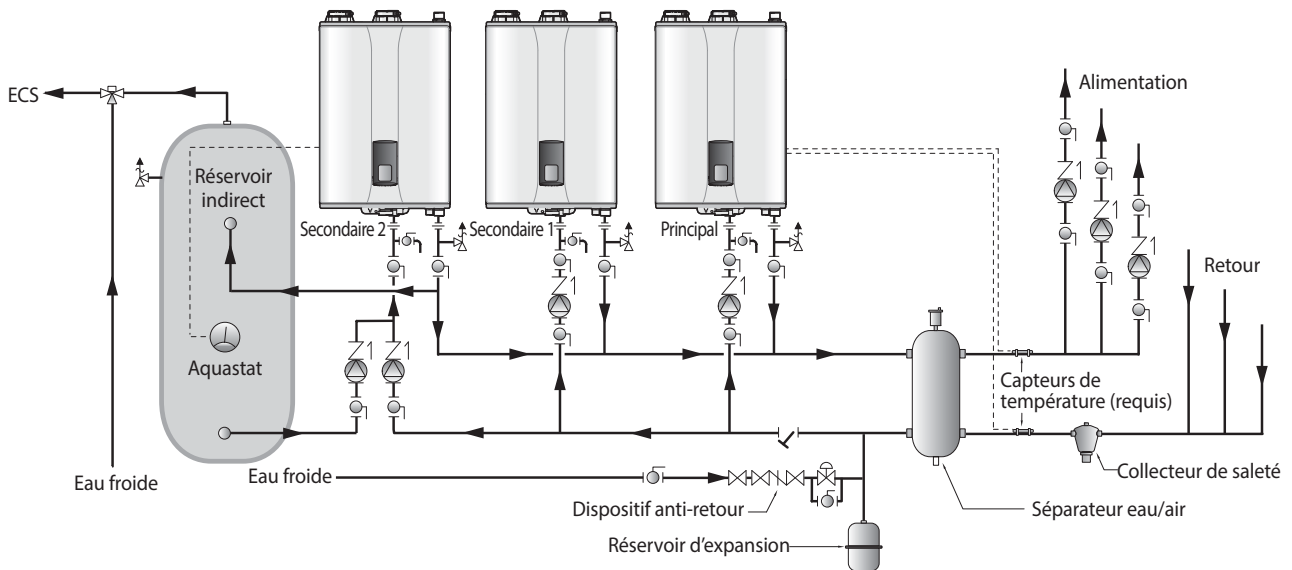 ECS
Alimentation
Réservoir
indirect
Secondaire 2
Secondaire 1
Principal
Retour
Aquastat
Capteurs de
température (requis)
Eau froide
Eau froide
Collecteur de saleté
Dispositif anti-retour
Séparateur eau/air
Réservoir d'expansion